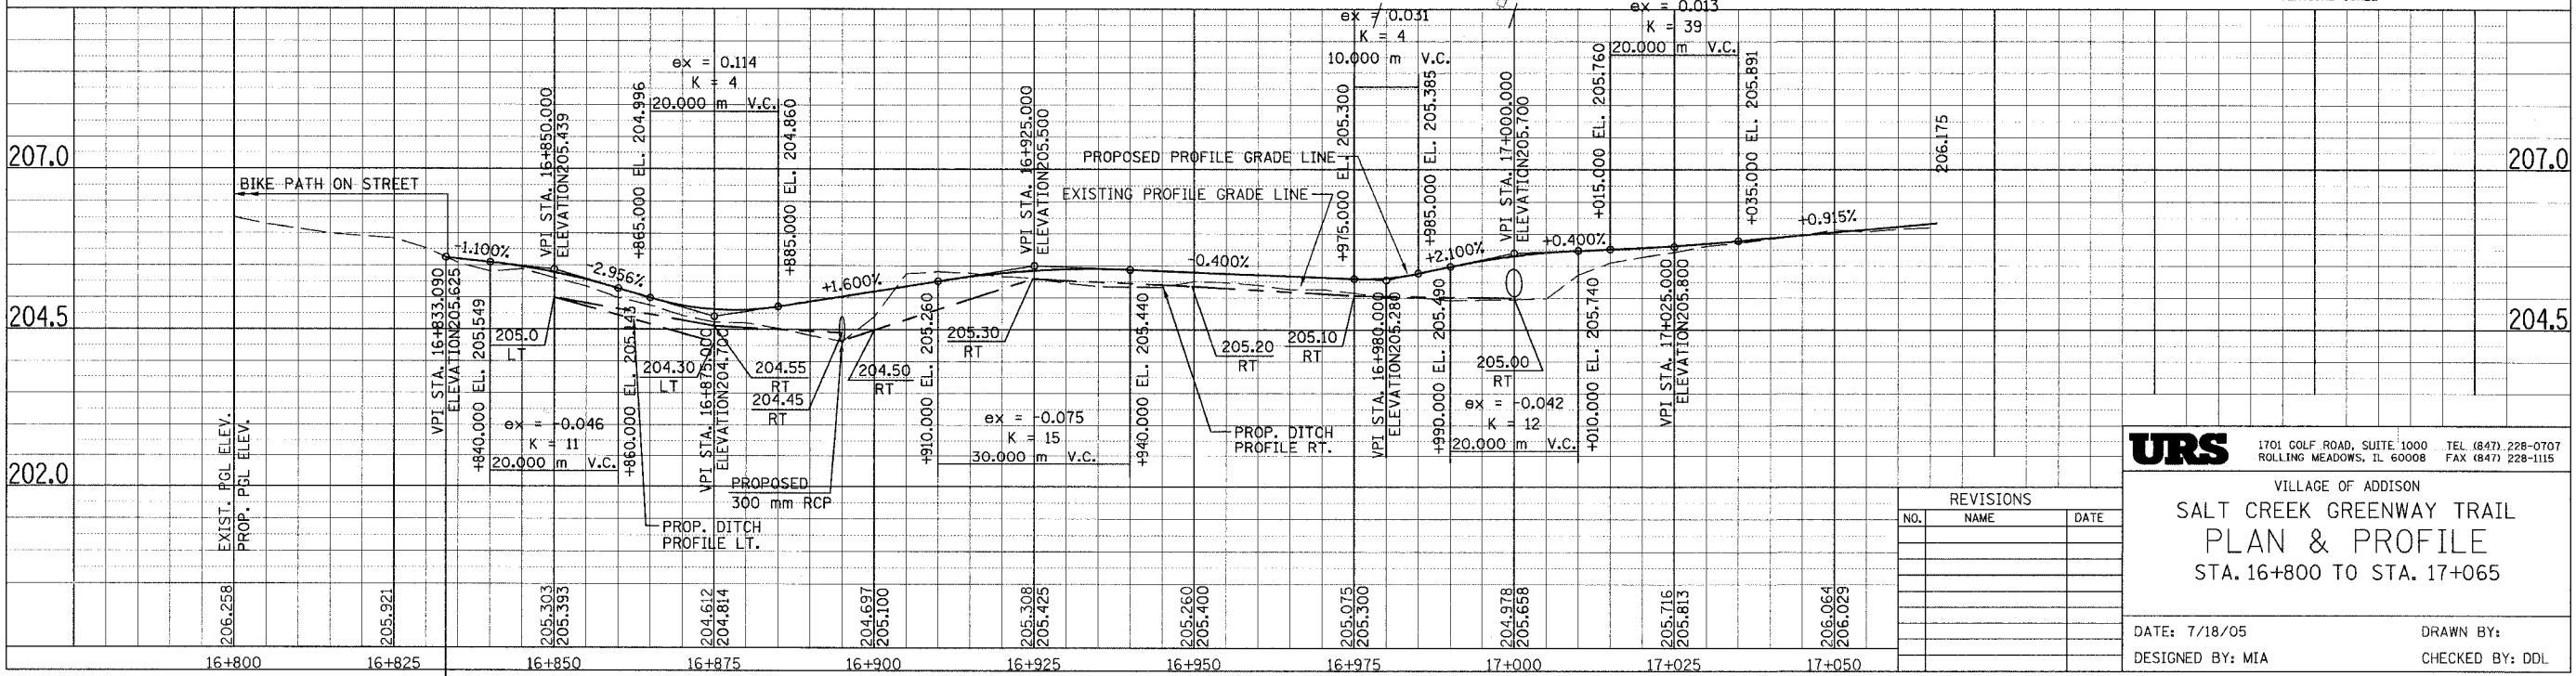 ex = 0.031
K = 4
10.000 m V.C.
ex = 0.013
K = 39
20.000 m V.C.
ex = 0.114
K = 4
20.000 m V.C.
207.0
204.5
202.0
207.0
204.5
BIKE PATH ON STREET
VPI STA. 16+833.090
ELEVATION205.625
-1.100%
+840.000 EL. 205.549
VPI STA. 16+850.000
ELEVATION205.439
-2.956%
+860.000 EL. 205.143
+865.000 EL. 204.996
VPI STA. 16+875.000
ELEVATION204.700
+885.000 EL. 204.860
+1.600%
+910.000 EL. 205.260
VPI STA. 16+925.000
ELEVATION205.500
+940.000 EL. 205.440
-0.400%
PROPOSED PROFILE GRADE LINE
EXISTING PROFILE GRADE LINE
+975.000 EL. 205.300
VPI STA. 16+980.000
ELEVATION205.280
+985.000 EL. 205.385
+2.100%
+990.000 EL. 205.490
VPI STA. 17+000.000
ELEVATION205.700
+0.400%
+010.000 EL. 205.740
+015.000 EL. 205.760
VPI STA. 17+025.000
ELEVATION205.800
+035.000 EL. 205.891
+0.915%
206.175
205.0
LT
204.30
LT
204.55
RT
204.45
RT
204.50
RT
205.30
RT
205.20
RT
205.10
RT
205.00
RT
ex = -0.046
K = 11
20.000 m V.C.
ex = -0.075
K = 15
30.000 m V.C.
ex = -0.042
K = 12
20.000 m V.C.
PROPOSED
300 mm RCP
PROP. DITCH
PROFILE LT.
PROP. DITCH
PROFILE RT.
EXIST. PGL ELEV.
PROP. PGL ELEV.
206.258
205.921
205.303
205.393
204.612
204.814
204.697
205.100
205.308
205.425
205.260
205.400
205.075
205.300
204.978
205.658
205.716
205.813
206.064
206.029
16+800
16+825
16+850
16+875
16+900
16+925
16+950
16+975
17+000
17+025
17+050
REVISIONS
NO. NAME DATE
URS
1701 GOLF ROAD, SUITE 1000 TEL (847) 228-0707
ROLLING MEADOWS, IL 60008 FAX (847) 228-1115
VILLAGE OF ADDISON
SALT CREEK GREENWAY TRAIL
PLAN & PROFILE
STA. 16+800 TO STA. 17+065
DATE: 7/18/05 DRAWN BY:
DESIGNED BY: MIA CHECKED BY: DDL